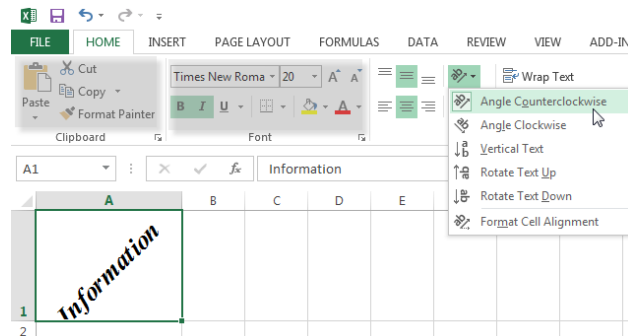 FILE HOME INSERT PAGE LAYOUT FORMULAS DATA REVIEW VIEW ADD-IN
Cut
Copy
Format Painter
Paste
Clipboard
Times New Roma 20 A A
B I U A
Font
Wrap Text
Angle Counterclockwise
Angle Clockwise
Vertical Text
Rotate Text Up
Rotate Text Down
Format Cell Alignment
A1 fx Information
A B C D E
1 Information
2